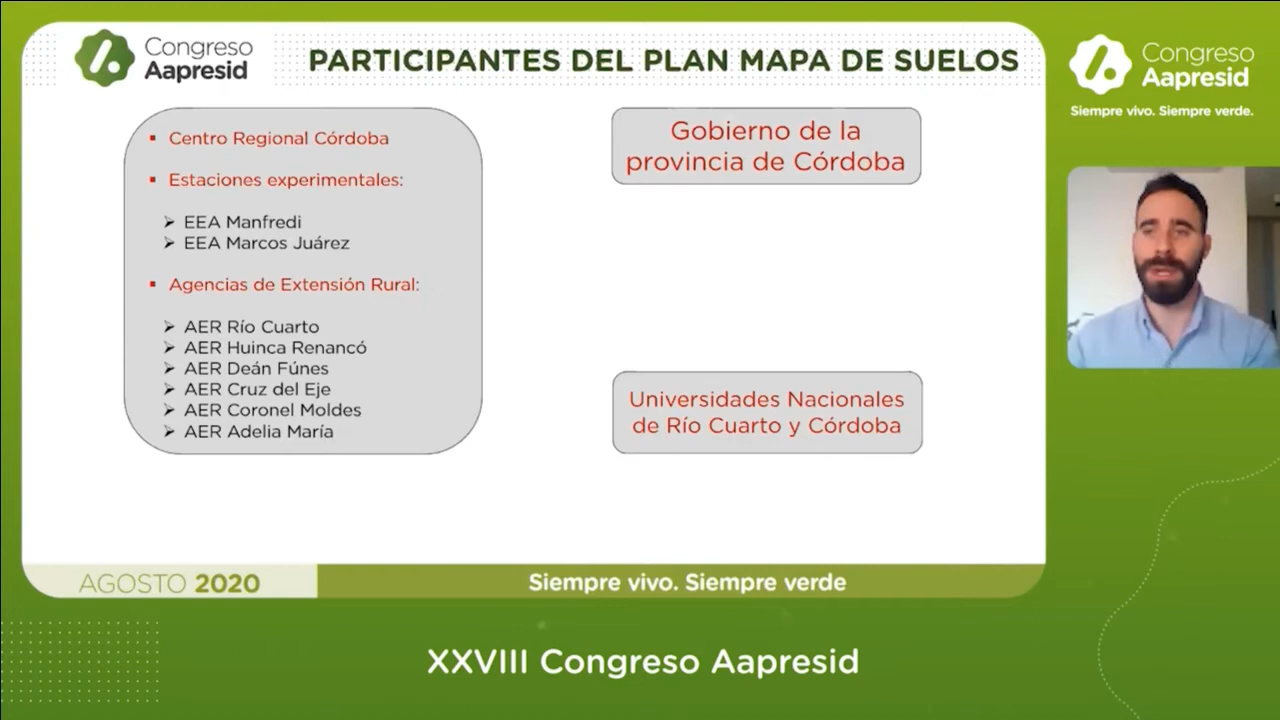 Congreso
Aapresid
PARTICIPANTES DEL PLAN MAPA DE SUELOS
▪ Centro Regional Córdoba
▪ Estaciones experimentales:
➢ EEA Manfredi
➢ EEA Marcos Juárez
▪ Agencias de Extensión Rural:
➢ AER Río Cuarto
➢ AER Huinca Renancó
➢ AER Deán Fúnes
➢ AER Cruz del Eje
➢ AER Coronel Moldes
➢ AER Adelia María
Gobierno de la
provincia de Córdoba
Universidades Nacionales
de Río Cuarto y Córdoba
AGOSTO 2020
Siempre vivo. Siempre verde
Congreso
Aapresid
Siempre vivo. Siempre verde.
XXVIII Congreso Aapresid